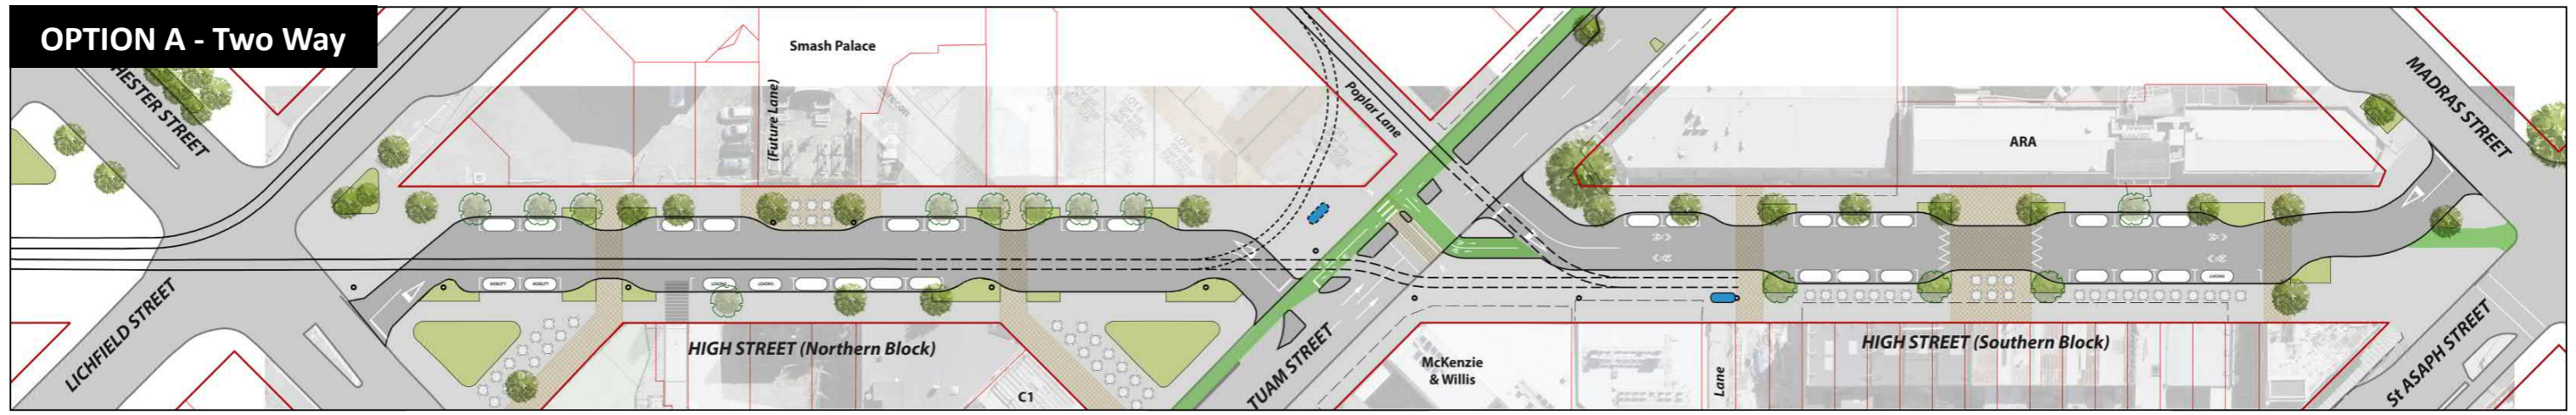 OPTION A - Two Way
HESTER STREET
LICHFIELD STREET
Smash Palace
(Future Lane)
Poplar Lane
HIGH STREET (Northern Block)
C1
TUAM STREET
McKenzie
& Willis
Lane
ARA
HIGH STREET (Southern Block)
MADRAS STREET
St ASAPH STREET
MOBILITY
MOBILITY
LOADING
LOADING
LOADING